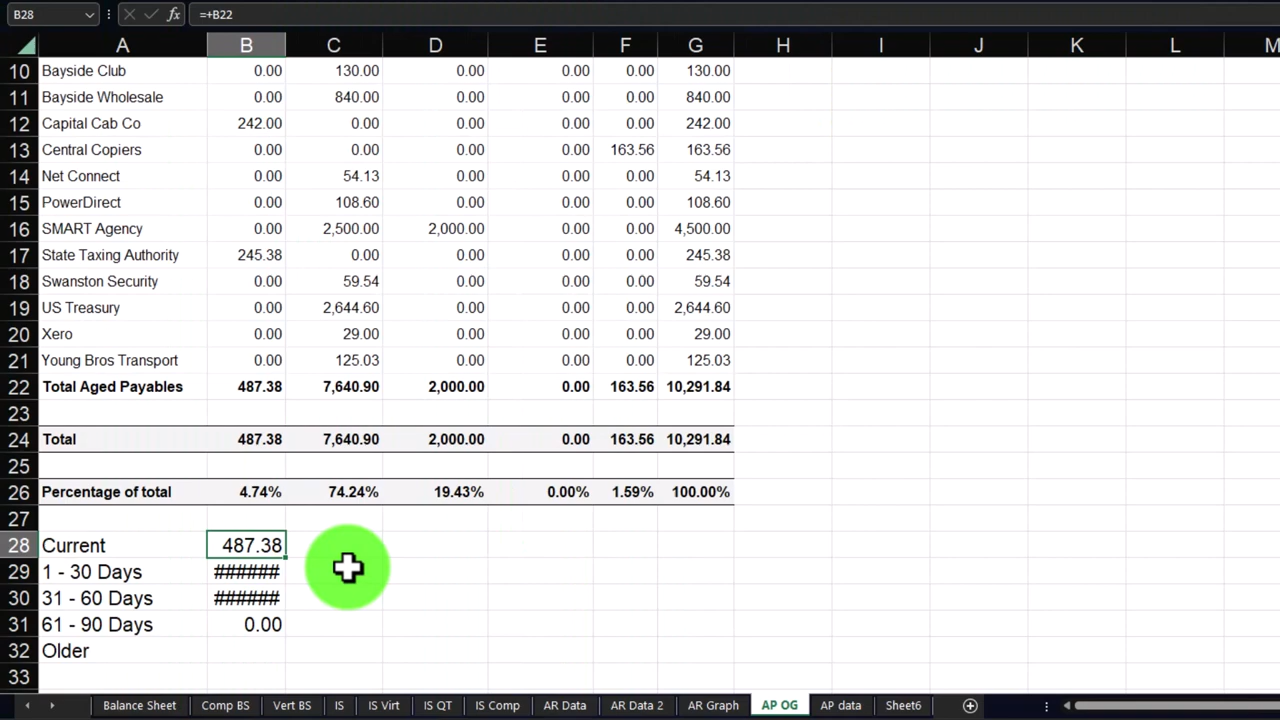 B28 fx =+B22
A B C D E F G H I J K L M
10 Bayside Club 0.00 130.00 0.00 0.00 0.00 130.00
11 Bayside Wholesale 0.00 840.00 0.00 0.00 0.00 840.00
12 Capital Cab Co 242.00 0.00 0.00 0.00 0.00 242.00
13 Central Copiers 0.00 0.00 0.00 0.00 163.56 163.56
14 Net Connect 0.00 54.13 0.00 0.00 0.00 54.13
15 PowerDirect 0.00 108.60 0.00 0.00 0.00 108.60
16 SMART Agency 0.00 2,500.00 2,000.00 0.00 0.00 4,500.00
17 State Taxing Authority 245.38 0.00 0.00 0.00 0.00 245.38
18 Swanston Security 0.00 59.54 0.00 0.00 0.00 59.54
19 US Treasury 0.00 2,644.60 0.00 0.00 0.00 2,644.60
20 Xero 0.00 29.00 0.00 0.00 0.00 29.00
21 Young Bros Transport 0.00 125.03 0.00 0.00 0.00 125.03
22 Total Aged Payables 487.38 7,640.90 2,000.00 0.00 163.56 10,291.84
23
24 Total 487.38 7,640.90 2,000.00 0.00 163.56 10,291.84
25
26 Percentage of total 4.74% 74.24% 19.43% 0.00% 1.59% 100.00%
27
28 Current 487.38
29 1 - 30 Days ######
30 31 - 60 Days ######
31 61 - 90 Days 0.00
32 Older
33
Balance Sheet Comp BS Vert BS IS IS Virt IS QT IS Comp AR Data AR Data 2 AR Graph AP OG AP data Sheet6